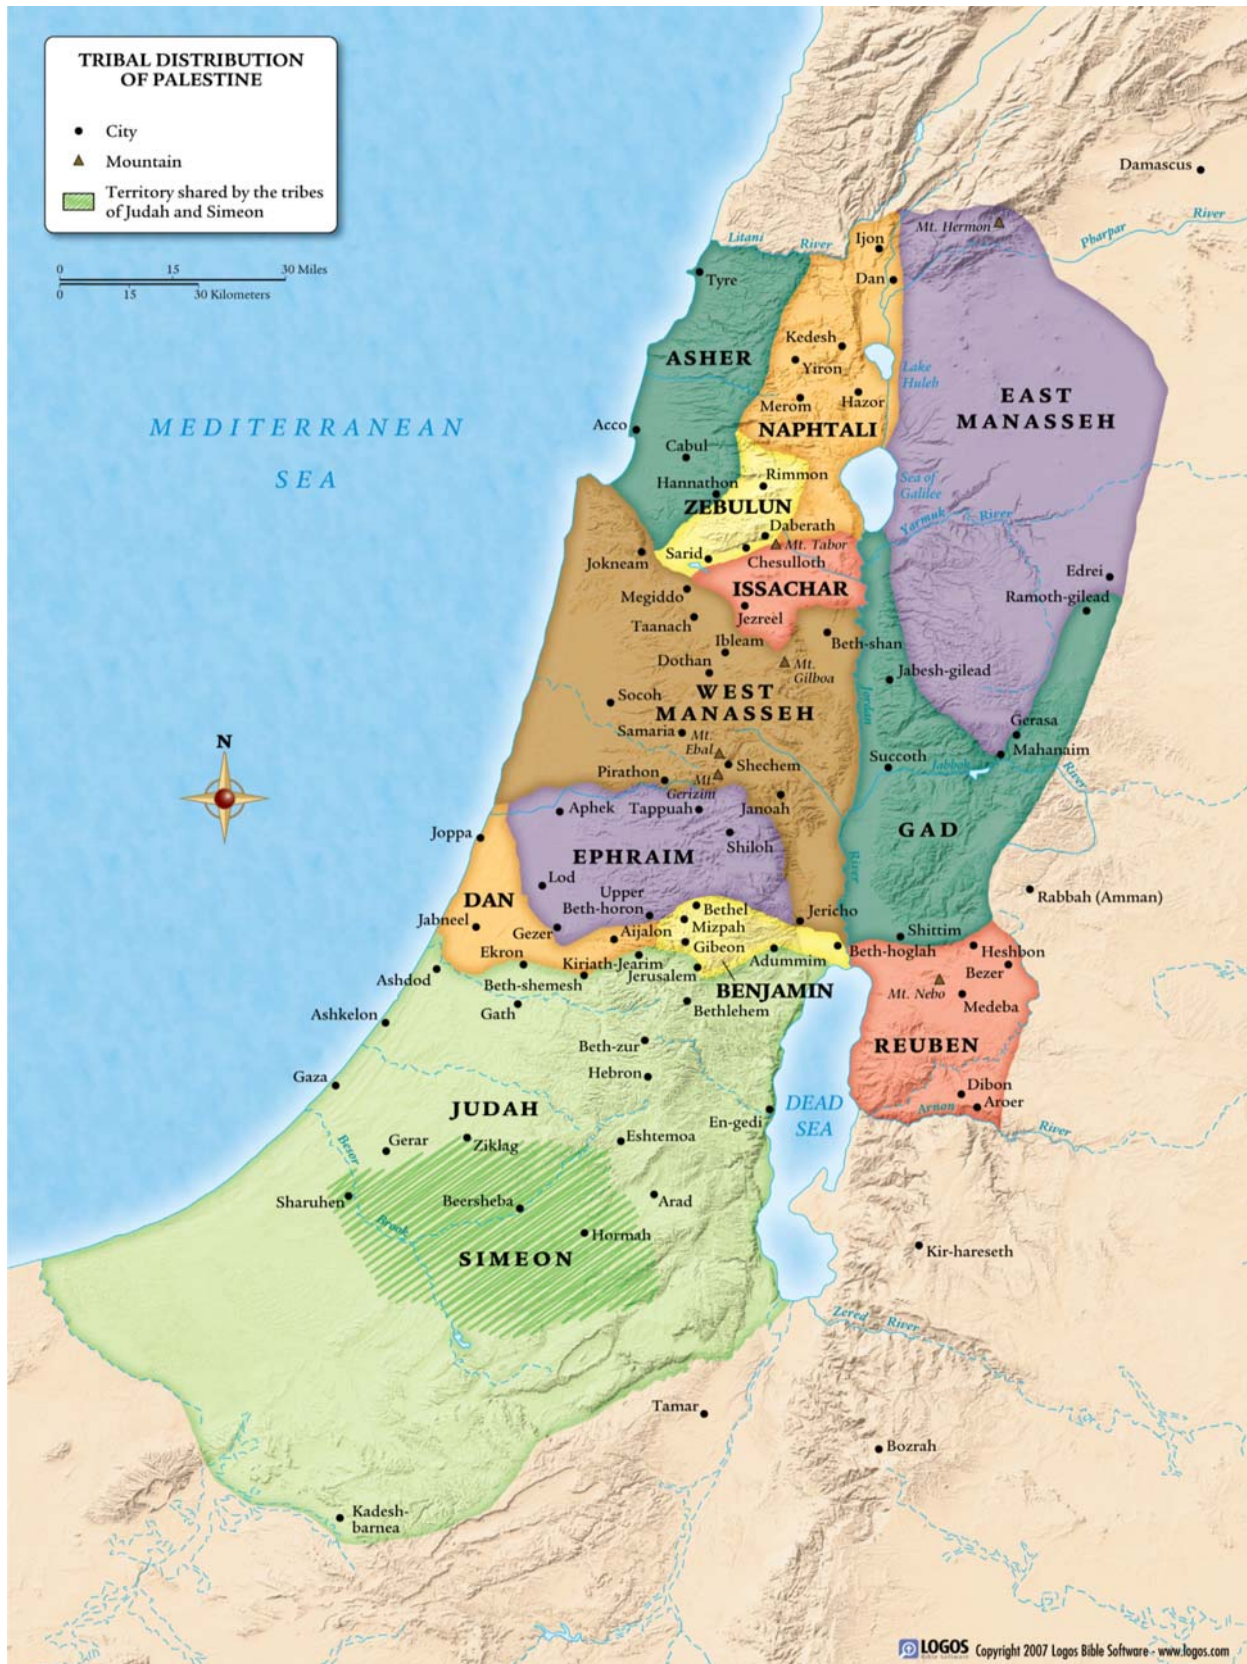 TRIBAL DISTRIBUTION
OF PALESTINE
City
Mountain
Territory shared by the tribes
of Judah and Simeon
0 15 30 Miles
0 15 30 Kilometers
Damascus
Mt. Hermon
Pharpar River
Litani River
Ijon
Tyre
Dan
Kedesh
ASHER
Yiron
Lake
Huleh
EAST
MANASSEH
Merom
Hazor
MEDITERRANEAN
SEA
Acco
NAPHTALI
Cabul
Rimmon
Sea of
Galilee
Hannathon
ZEBULUN
Yarmuk River
Daberath
Mt. Tabor
Sarid
Chesulloth
Jokneam
Edrei
ISSACHAR
Megiddo
Ramoth-gilead
Jezreel
Taanach
Ibleam
Beth-shan
Dothan
Mt.
Gilboa
Jabesh-gilead
WEST
MANASSEH
Socoh
Jordan
Samaria
Mt.
Ebal
Gerasa
Mahanaim
Shechem
Succoth
Jabbok
River
Pirathon
Mt.
Gerizim
Aphek
Tappuah
Janoah
N
Joppa
Shiloh
GAD
EPHRAIM
River
Lod
Upper
Beth-horon
Rabbah (Amman)
DAN
Bethel
Jericho
Jabneel
Gezer
Mizpah
Aijalon
Shittim
Gibeon
Beth-hoglah
Heshbon
Ekron
Kiriath-Jearim
Adummim
Bezer
Ashdod
Beth-shemesh
Jerusalem
BENJAMIN
Mt. Nebo
Medeba
Gath
Bethlehem
Ashkelon
Beth-zur
REUBEN
Hebron
Gaza
Dibon
JUDAH
DEAD
SEA
Arnon
Aroer
River
En-gedi
Gerar
Ziklag
Eshtemoa
Besor
Sharuhen
Beersheba
Arad
Brook
Hormah
SIMEON
Kir-hareseth
Zered River
Tamar
Bozrah
Kadesh-
barnea
LOGOS
Bible Software
Copyright 2007 Logos Bible Software - www.logos.com